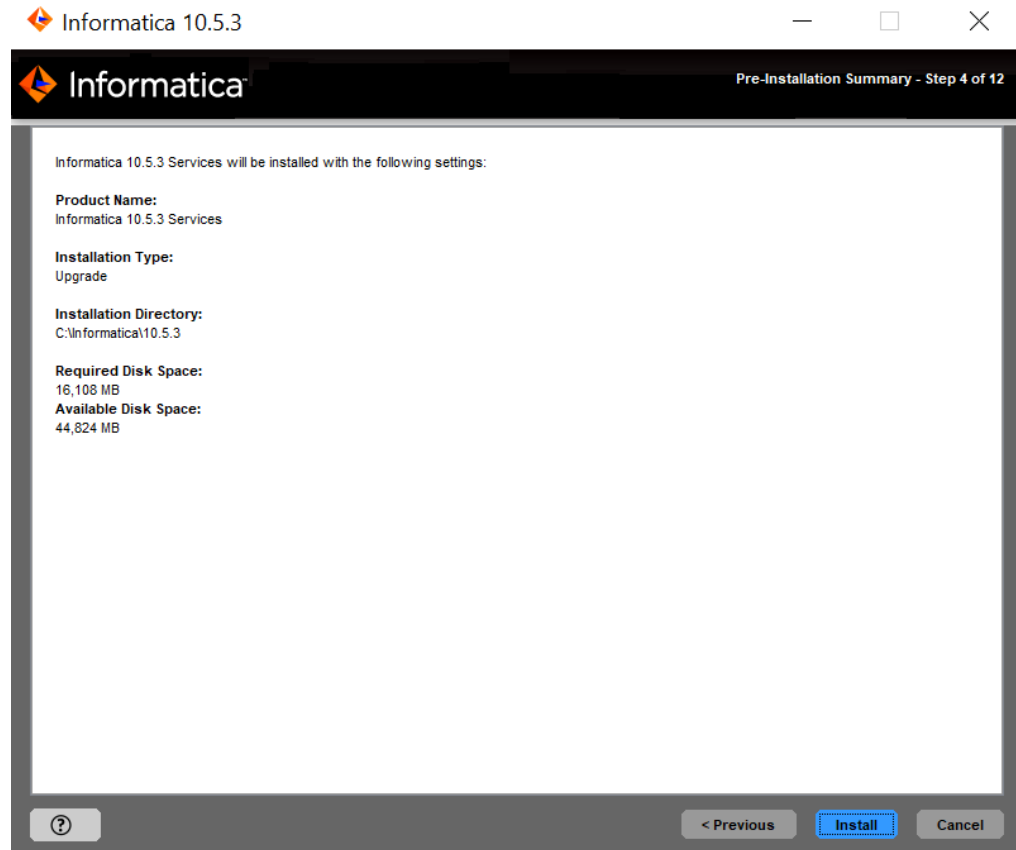 Informatica 10.5.3
Informatica
Pre-Installation Summary - Step 4 of 12
Informatica 10.5.3 Services will be installed with the following settings:
Product Name:
Informatica 10.5.3 Services
Installation Type:
Upgrade
Installation Directory:
C:\Informatica\10.5.3
Required Disk Space:
16,108 MB
Available Disk Space:
44,824 MB
?
< Previous
Install
Cancel